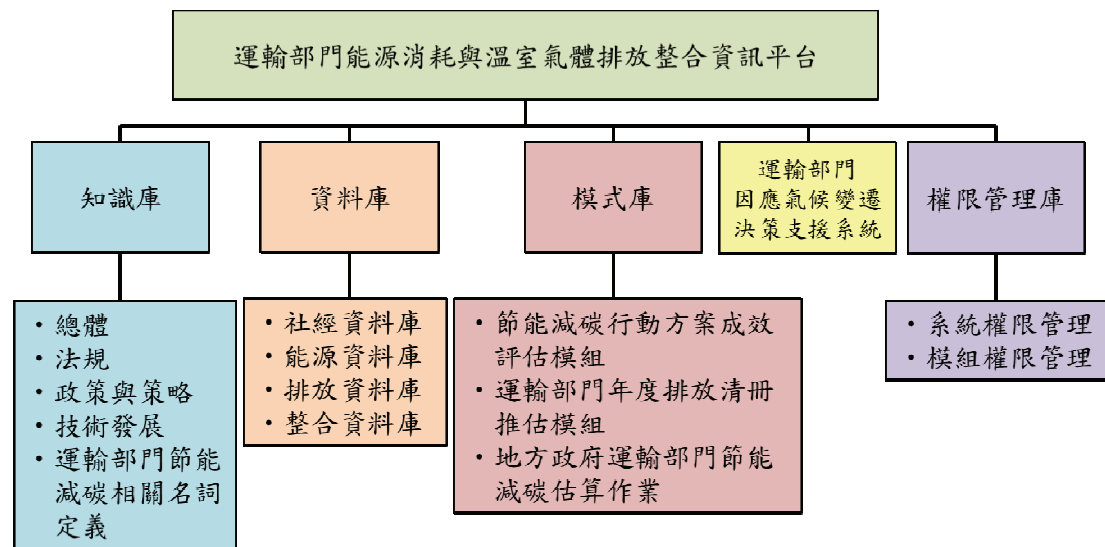 運輸部門能源消耗與溫室氣體排放整合資訊平台
知識庫
資料庫
模式庫
運輸部門
因應氣候變遷
決策支援系統
權限管理庫
・總體
・法規
・政策與策略
・技術發展
・運輸部門節能
減碳相關名詞
定義
・社經資料庫
・能源資料庫
・排放資料庫
・整合資料庫
・節能減碳行動方案成效
評估模組
・運輸部門年度排放清冊
推估模組
・地方政府運輸部門節能
減碳估算作業
・系統權限管理
・模組權限管理